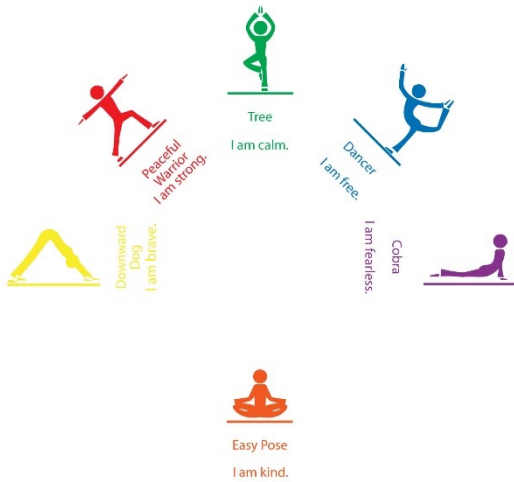 Tree
I am calm.
Peaceful
Warrior
I am strong.
Dancer
I am free.
Downward
Dog
I am brave.
Cobra
I am fearless.
Easy Pose
I am kind.